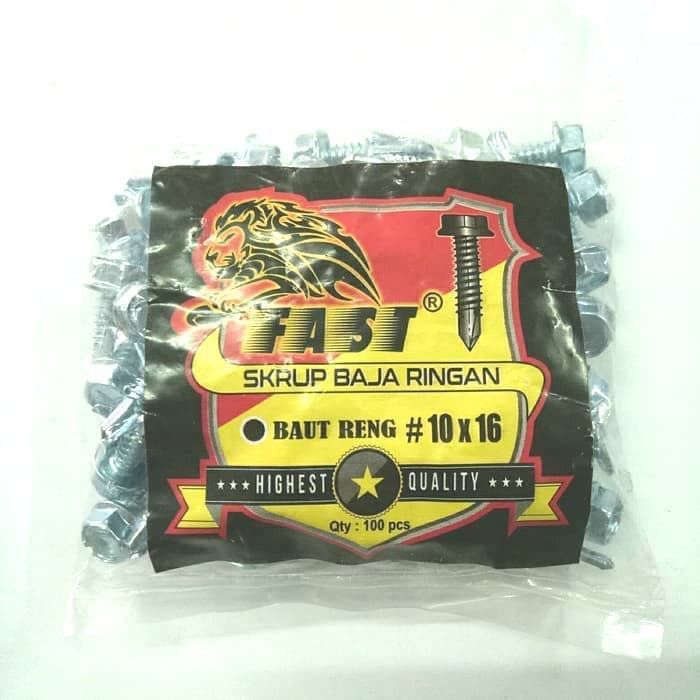 FAST ®
SKRUP BAJA RINGAN
BAUT RENG # 10 x 16
★★★ HIGHEST QUALITY ★★★
Qty : 100 pcs